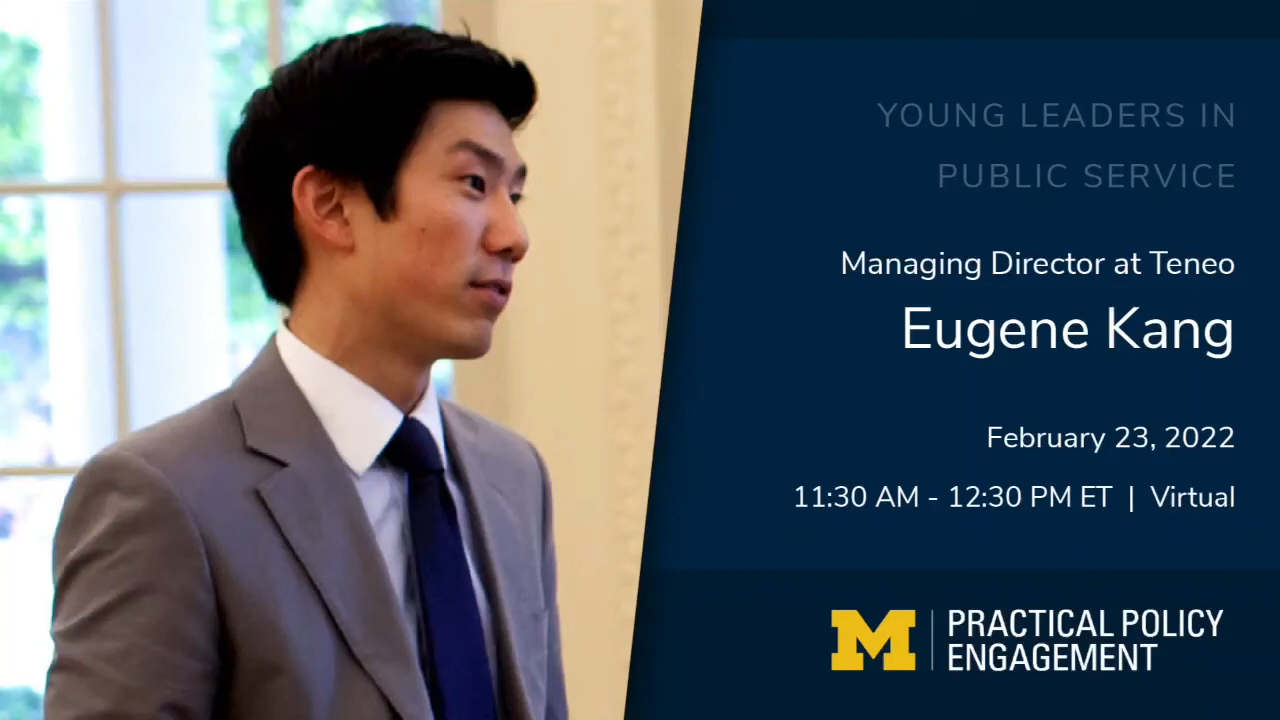 YOUNG LEADERS IN
PUBLIC SERVICE
Managing Director at Teneo
Eugene Kang
February 23, 2022
11:30 AM - 12:30 PM ET | Virtual
M | PRACTICAL POLICY
ENGAGEMENT